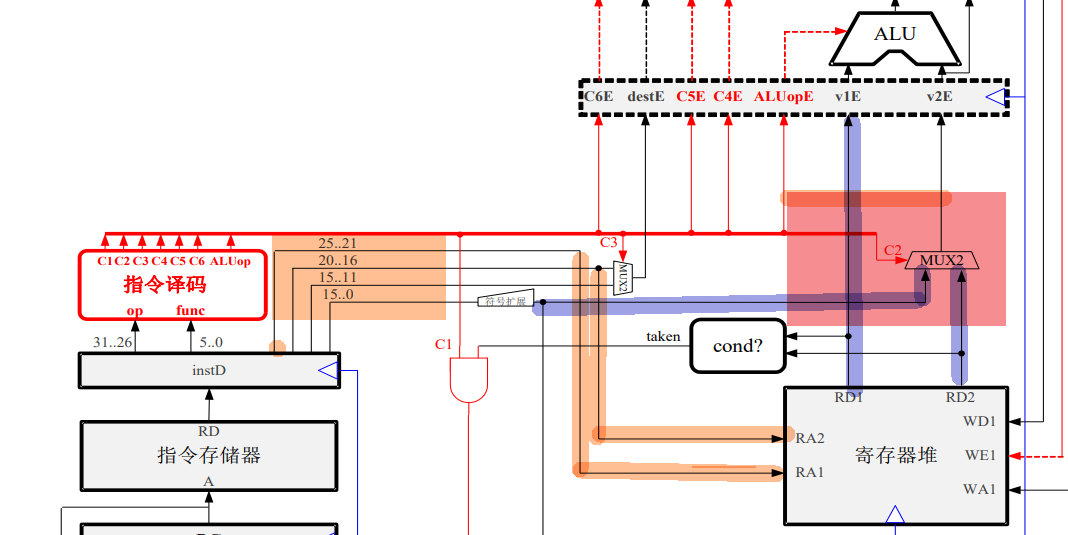 ALU
C6E destE C5E C4E ALUopE v1E v2E
C1 C2 C3 C4 C5 C6 ALUop
指令译码
op func
31..26 5..0
instD
RD
指令存储器
A
25..21
20..16
15..11
15..0
符号扩展
C3
MUX2
C2
MUX2
C1
taken
cond?
RD1 RD2
WD1
RA2
寄存器堆
WE1
RA1
WA1